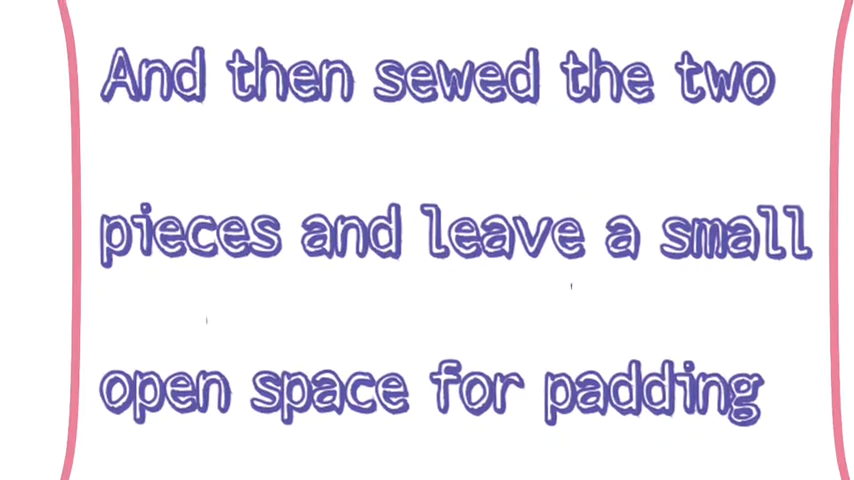 And then sewed the two
pieces and leave a small
open space for padding